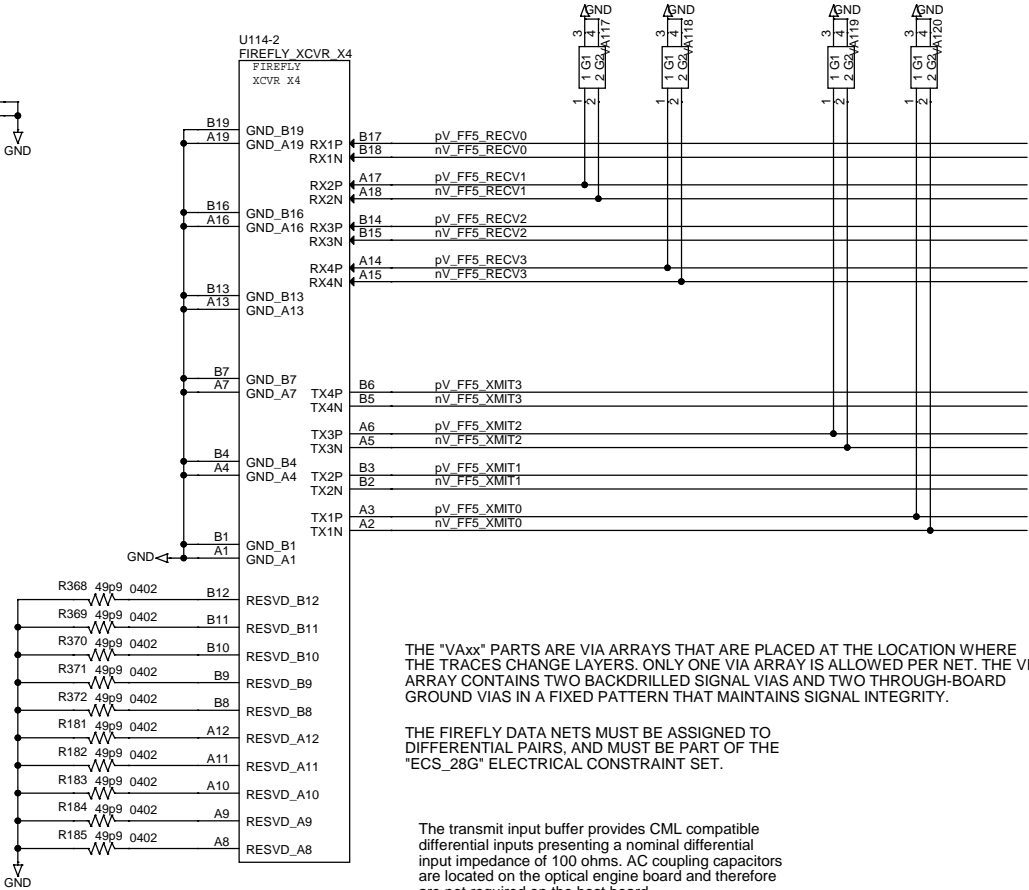 GND
GND
GND
GND
3 4
3 4
3 4
3 4
VA117
VA118
VA119
VA120
1 G1
2 G2
1 G1
2 G2
1 G1
2 G2
1 G1
2 G2
1 2
1 2
1 2
1 2
U114-2
FIREFLY_XCVR_X4
FIREFLY
XCVR X4
GND
B19 GND_B19
A19 GND_A19 RX1P B17 pV_FF5_RECV0
RX1N B18 nV_FF5_RECV0
RX2P A17 pV_FF5_RECV1
RX2N A18 nV_FF5_RECV1
B16 GND_B16
A16 GND_A16 RX3P B14 pV_FF5_RECV2
RX3N B15 nV_FF5_RECV2
RX4P A14 pV_FF5_RECV3
RX4N A15 nV_FF5_RECV3
B13 GND_B13
A13 GND_A13
B7 GND_B7
A7 GND_A7 TX4P B6 pV_FF5_XMIT3
TX4N B5 nV_FF5_XMIT3
TX3P A6 pV_FF5_XMIT2
TX3N A5 nV_FF5_XMIT2
B4 GND_B4
A4 GND_A4 TX2P B3 pV_FF5_XMIT1
TX2N B2 nV_FF5_XMIT1
TX1P A3 pV_FF5_XMIT0
TX1N A2 nV_FF5_XMIT0
B1 GND_B1
GND A1 GND_A1
R368 49p9 0402 B12 RESVD_B12
R369 49p9 0402 B11 RESVD_B11
R370 49p9 0402 B10 RESVD_B10
R371 49p9 0402 B9 RESVD_B9
R372 49p9 0402 B8 RESVD_B8
R181 49p9 0402 A12 RESVD_A12
R182 49p9 0402 A11 RESVD_A11
R183 49p9 0402 A10 RESVD_A10
R184 49p9 0402 A9 RESVD_A9
R185 49p9 0402 A8 RESVD_A8
GND
THE "VAxx" PARTS ARE VIA ARRAYS THAT ARE PLACED AT THE LOCATION WHERE
THE TRACES CHANGE LAYERS. ONLY ONE VIA ARRAY IS ALLOWED PER NET. THE
ARRAY CONTAINS TWO BACKDRILLED SIGNAL VIAS AND TWO THROUGH-BOARD
GROUND VIAS IN A FIXED PATTERN THAT MAINTAINS SIGNAL INTEGRITY.
THE FIREFLY DATA NETS MUST BE ASSIGNED TO
DIFFERENTIAL PAIRS, AND MUST BE PART OF THE
"ECS_28G" ELECTRICAL CONSTRAINT SET.
The transmit input buffer provides CML compatible
differential inputs presenting a nominal differential
input impedance of 100 ohms. AC coupling capacitors
are located on the optical engine board and therefore
are not required on the host board